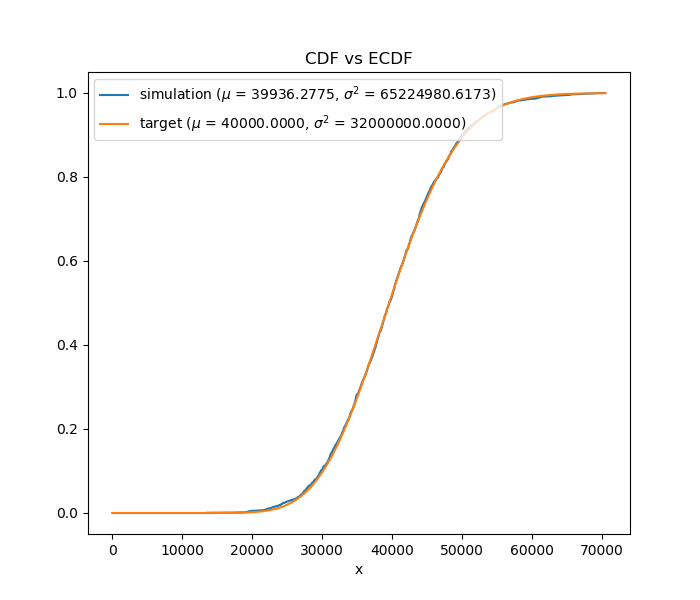 CDF vs ECDF
simulation (μ = 39936.2775, σ² = 65224980.6173)
target (μ = 40000.0000, σ² = 32000000.0000)
1.0
0.8
0.6
0.4
0.2
0.0
0 10000 20000 30000 40000 50000 60000 70000
x